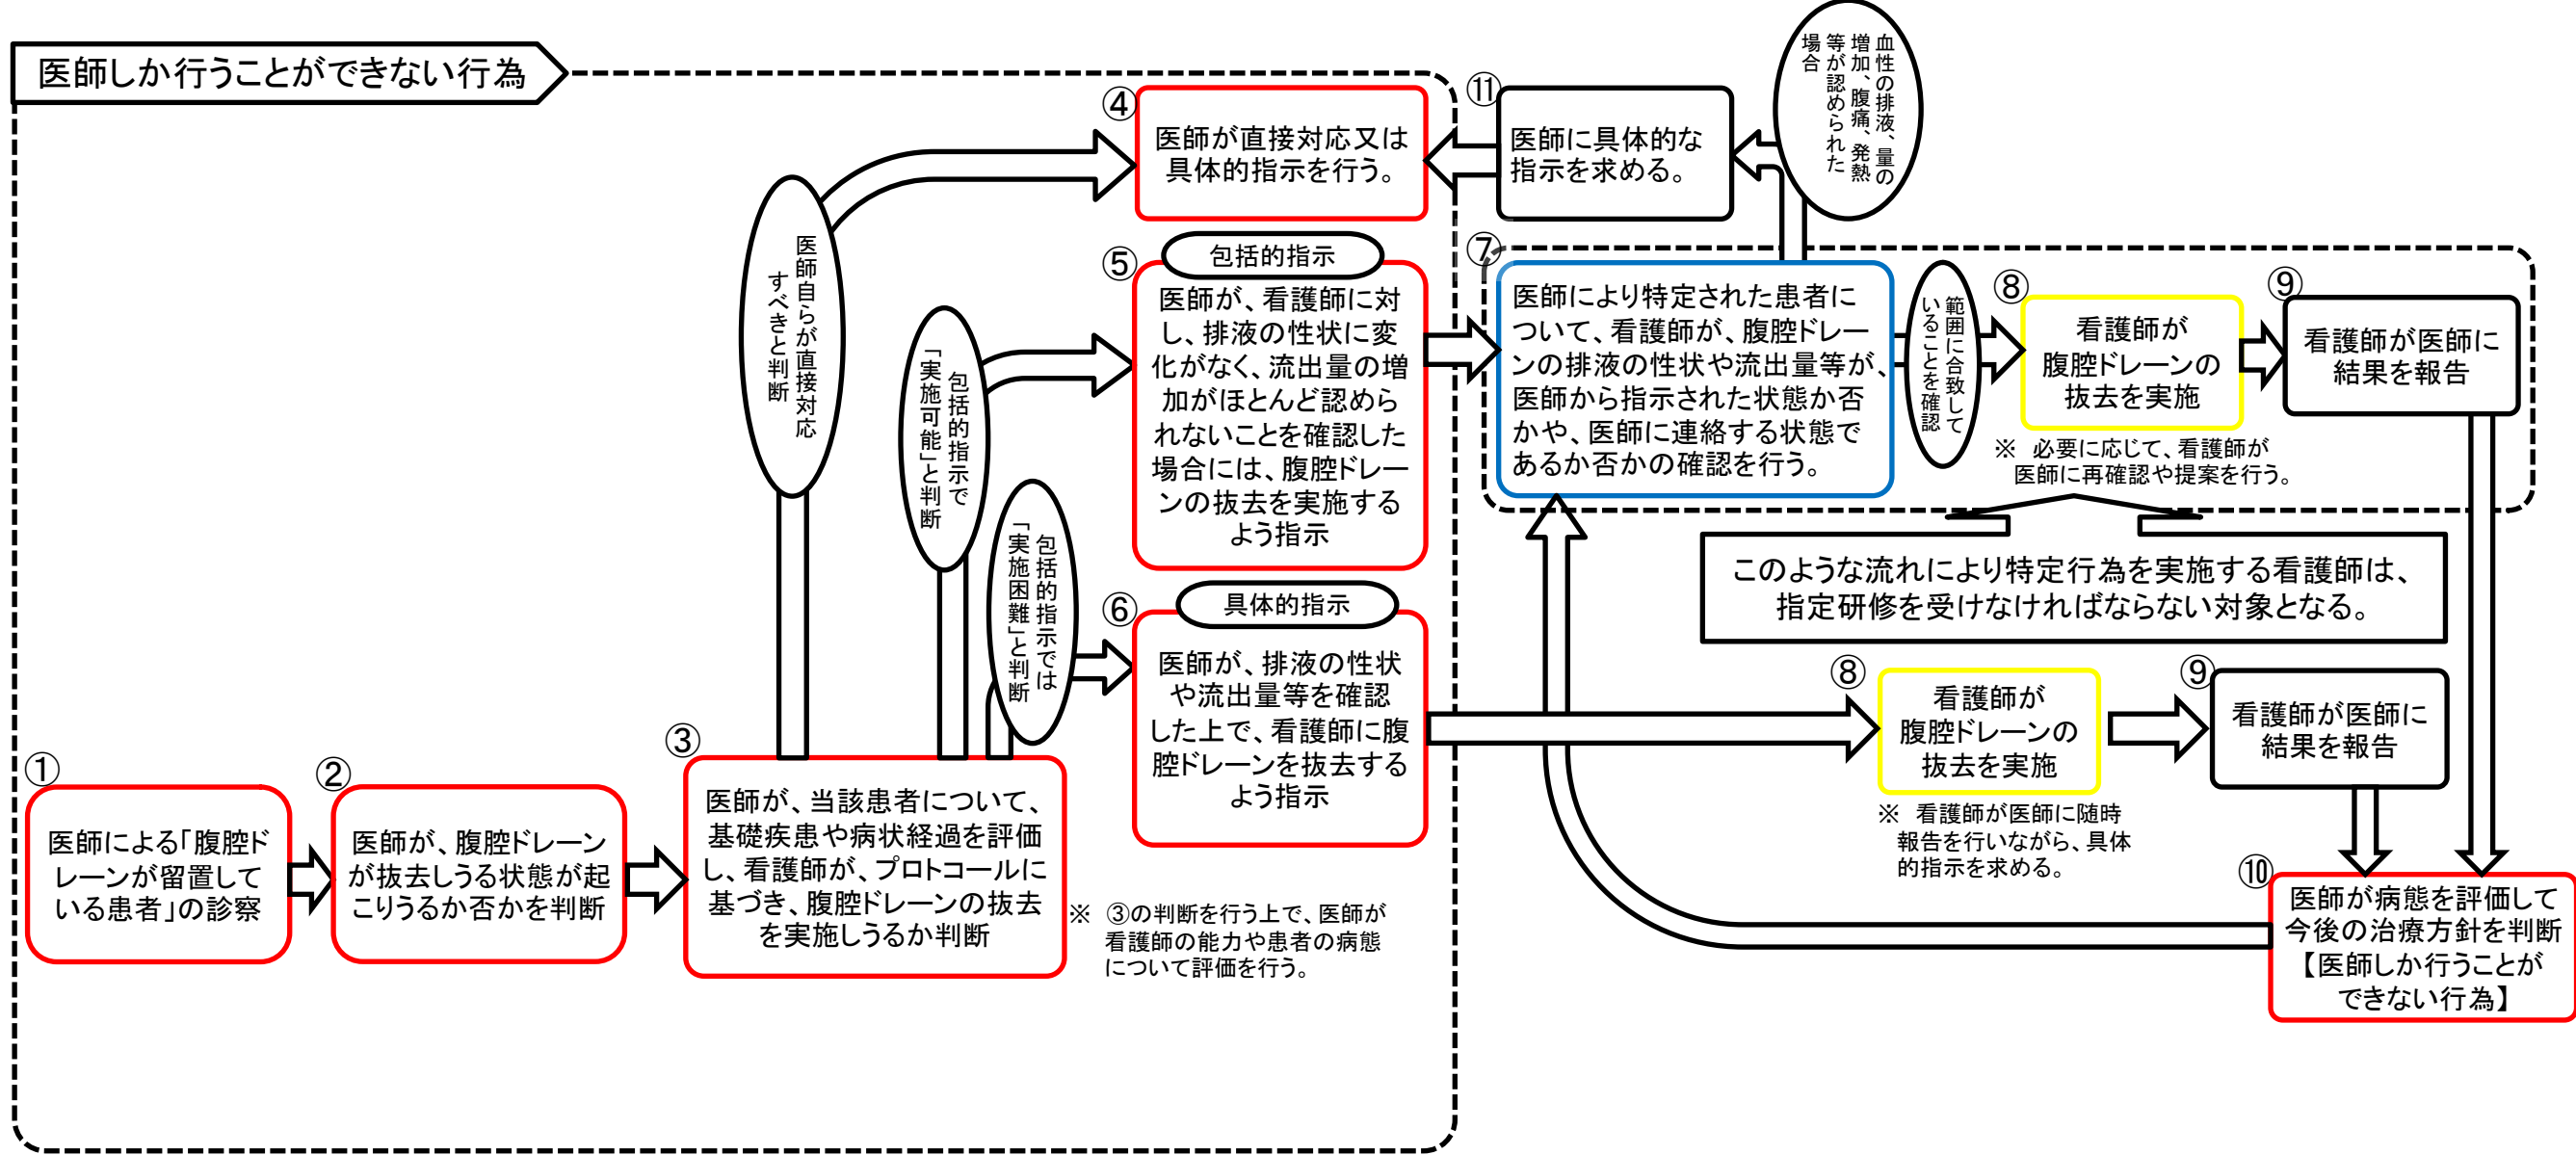 医師しか行うことができない行為
①
医師による「腹腔ド
レーンが留置して
いる患者」の診察
②
医師が、腹腔ドレーン
が抜去しうる状態が起
こりうるか否かを判断
③
医師が、当該患者について、
基礎疾患や病状経過を評価
し、看護師が、プロトコールに
基づき、腹腔ドレーンの抜去
を実施しうるか判断
※ ③の判断を行う上で、医師が
看護師の能力や患者の病態
について評価を行う。
医師自らが直接対応
すべきと判断
包括的指示で
「実施可能」と判断
包括的指示では
「実施困難」と判断
④
医師が直接対応又は
具体的指示を行う。
⑤
包括的指示
医師が、看護師に対
し、排液の性状に変
化がなく、流出量の増
加がほとんど認めら
れないことを確認した
場合には、腹腔ドレー
ンの抜去を実施する
よう指示
⑥
具体的指示
医師が、排液の性状
や流出量等を確認
した上で、看護師に腹
腔ドレーンを抜去する
よう指示
⑪
医師に具体的な
指示を求める。
血性の排液、量の
増加、腹痛、発熱
等が認められた
場合
⑦
医師により特定された患者に
ついて、看護師が、腹腔ドレー
ンの排液の性状や流出量等が、
医師から指示された状態か否
かや、医師に連絡する状態で
あるか否かの確認を行う。
範囲に合致して
いることを確認
⑧
看護師が
腹腔ドレーンの
抜去を実施
※ 必要に応じて、看護師が
医師に再確認や提案を行う。
⑨
看護師が医師に
結果を報告
このような流れにより特定行為を実施する看護師は、
指定研修を受けなければならない対象となる。
⑧
看護師が
腹腔ドレーンの
抜去を実施
※ 看護師が医師に随時
報告を行いながら、具体
的指示を求める。
⑨
看護師が医師に
結果を報告
⑩
医師が病態を評価して
今後の治療方針を判断
【医師しか行うことが
できない行為】